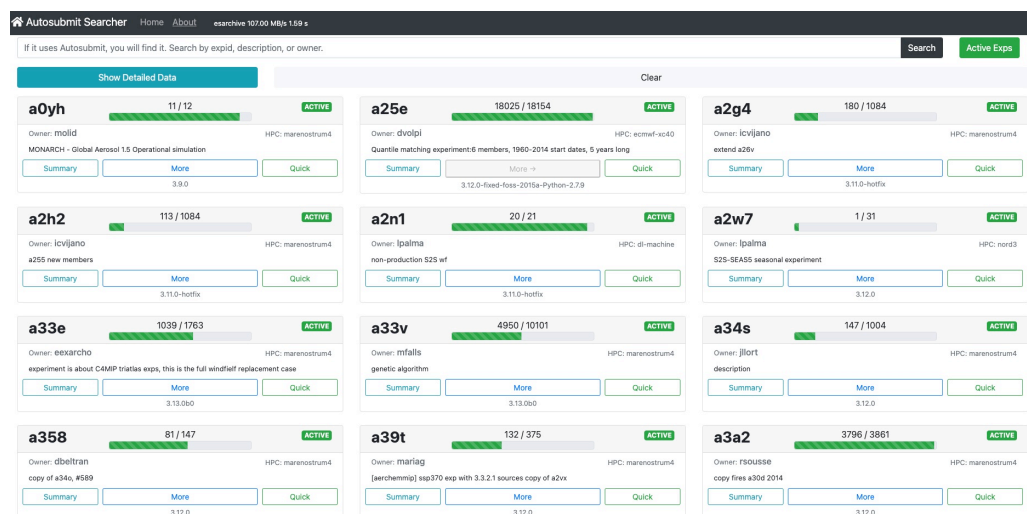 Autosubmit Searcher Home About esarchive 107.00 MB/s 1.59 s
If it uses Autosubmit, you will find it. Search by expid, description, or owner. Search Active Exps
Show Detailed Data Clear
a0yh 11 / 12 ACTIVE
Owner: molid HPC: marenostrum4
MONARCH - Global Aerosol 1.5 Operational simulation
Summary More Quick
3.9.0
a25e 18025 / 18154 ACTIVE
Owner: dvolpi HPC: ecmwf-xc40
Quantile matching experiment:6 members, 1960-2014 start dates, 5 years long
Summary More → Quick
3.12.0-fixed-foss-2015a-Python-2.7.9
a2g4 180 / 1084 ACTIVE
Owner: icvijano HPC: marenostrum4
extend a26v
Summary More Quick
3.11.0-hotfix
a2h2 113 / 1084 ACTIVE
Owner: icvijano HPC: marenostrum4
a255 new members
Summary More Quick
3.11.0-hotfix
a2n1 20 / 21 ACTIVE
Owner: lpalma HPC: dl-machine
non-production S2S wf
Summary More Quick
3.11.0-hotfix
a2w7 1 / 31 ACTIVE
Owner: lpalma HPC: nord3
S2S-SEAS5 seasonal experiment
Summary More Quick
3.12.0
a33e 1039 / 1763 ACTIVE
Owner: eexarcho HPC: marenostrum4
experiment is about C4MIP triatlas exps, this is the full windfielf replacement case
Summary More Quick
3.13.0b0
a33v 4950 / 10101 ACTIVE
Owner: mfalls HPC: marenostrum4
genetic algorithm
Summary More Quick
3.13.0b0
a34s 147 / 1004 ACTIVE
Owner: jllort HPC: marenostrum4
description
Summary More Quick
3.12.0
a358 81 / 147 ACTIVE
Owner: dbeltran HPC: marenostrum4
copy of a34o, #589
Summary More Quick
3.12.0
a39t 132 / 375 ACTIVE
Owner: mariag HPC: marenostrum4
[aerchemmip] ssp370 exp with 3.3.2.1 sources copy of a2vx
Summary More Quick
3.12.0
a3a2 3796 / 3861 ACTIVE
Owner: rsousse HPC: marenostrum4
copy fires a30d 2014
Summary More Quick
3.12.0